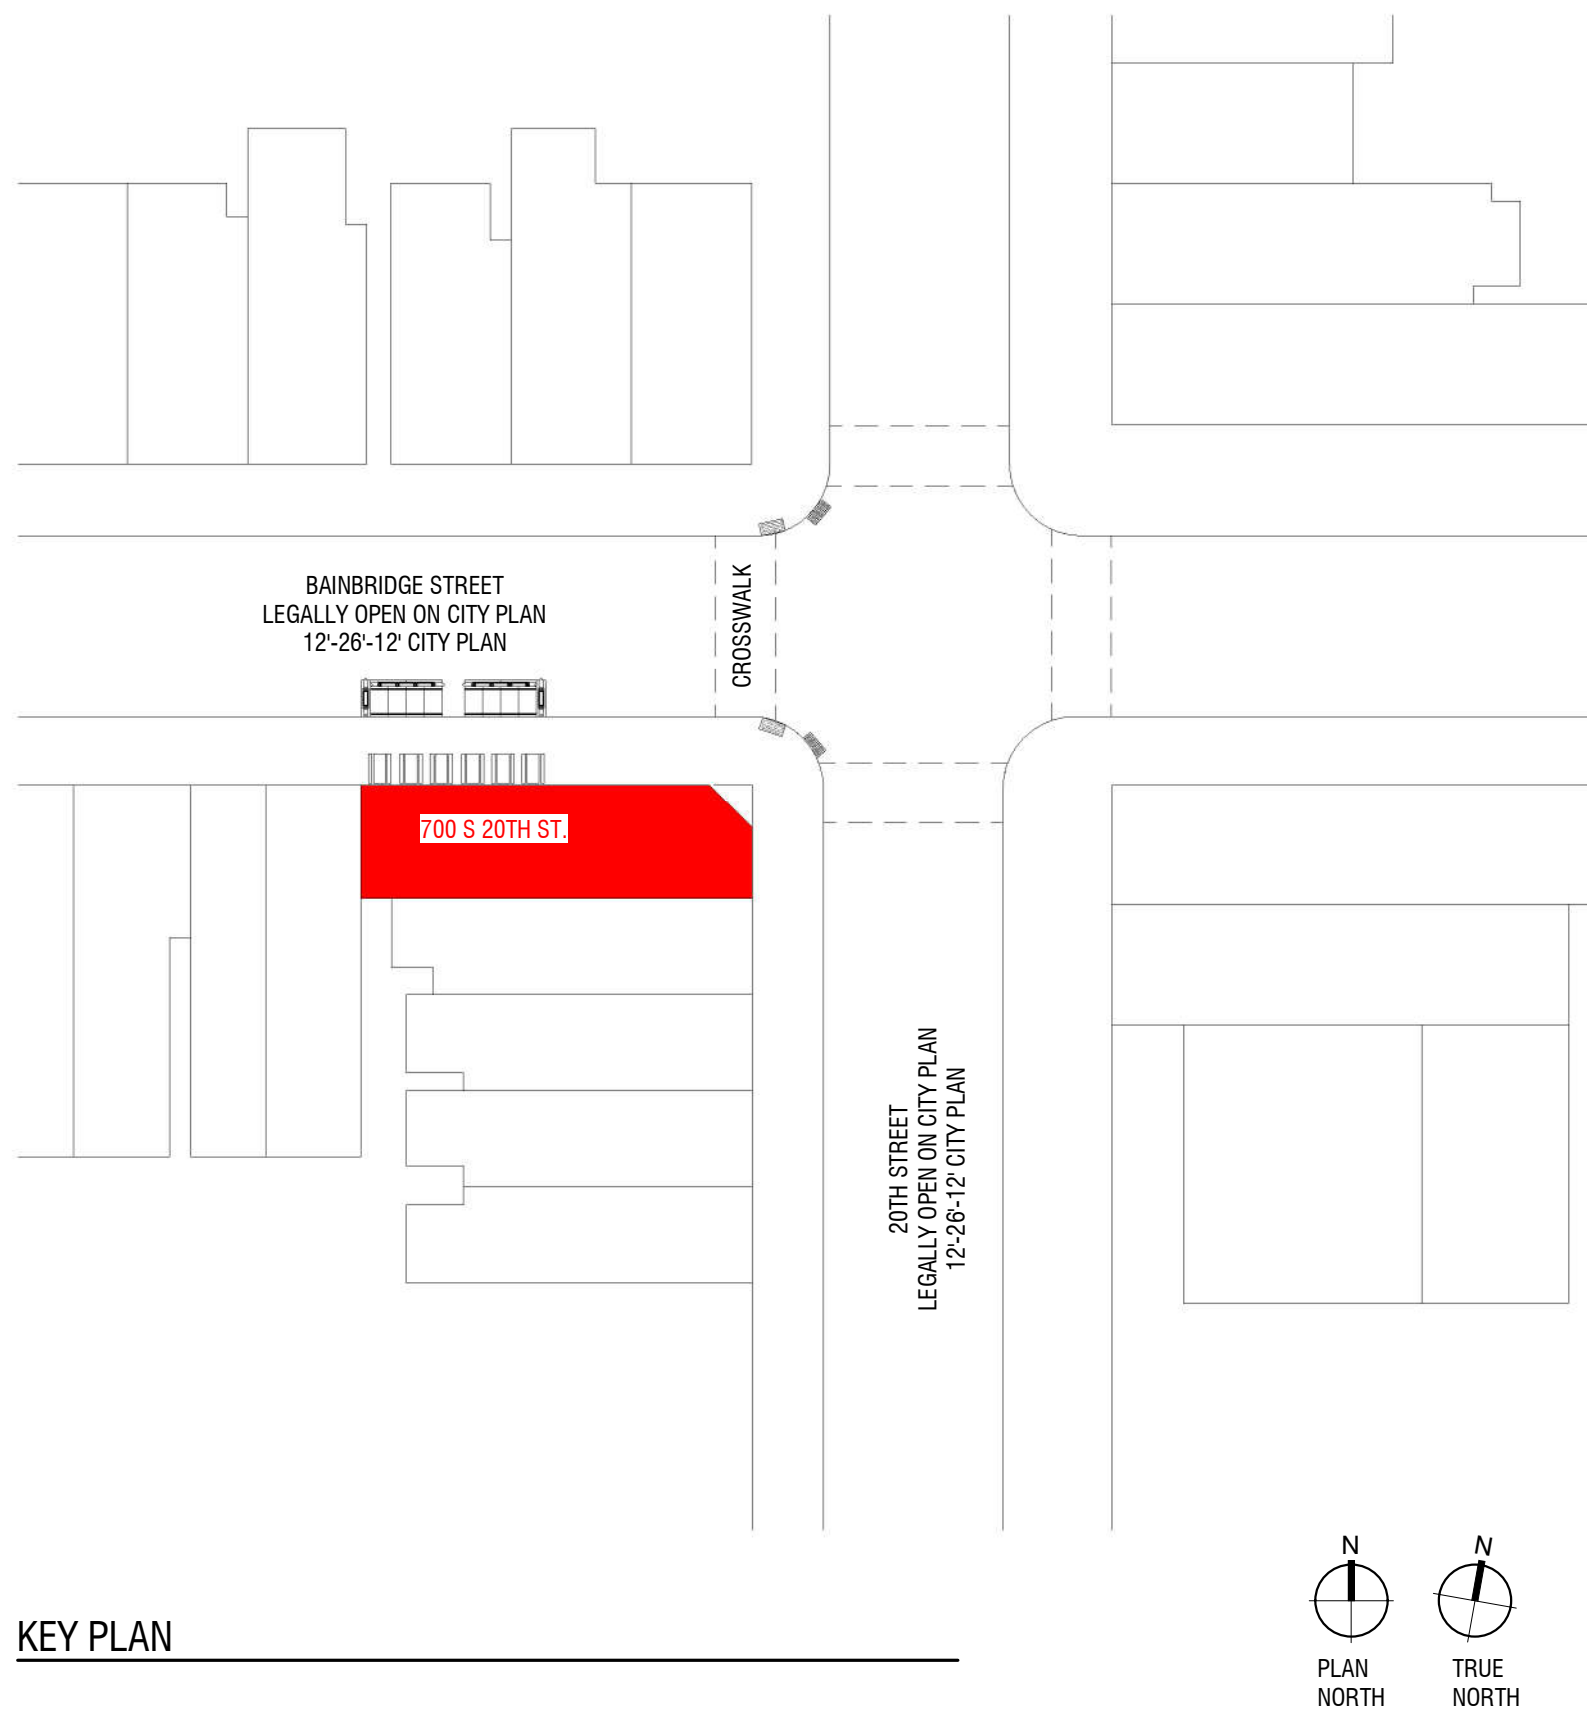 BAINBRIDGE STREET
LEGALLY OPEN ON CITY PLAN
12'-26'-12' CITY PLAN
CROSSWALK
700 S 20TH ST.
20TH STREET
LEGALLY OPEN ON CITY PLAN
12'-26'-12' CITY PLAN
N
N
KEY PLAN
PLAN
NORTH
TRUE
NORTH